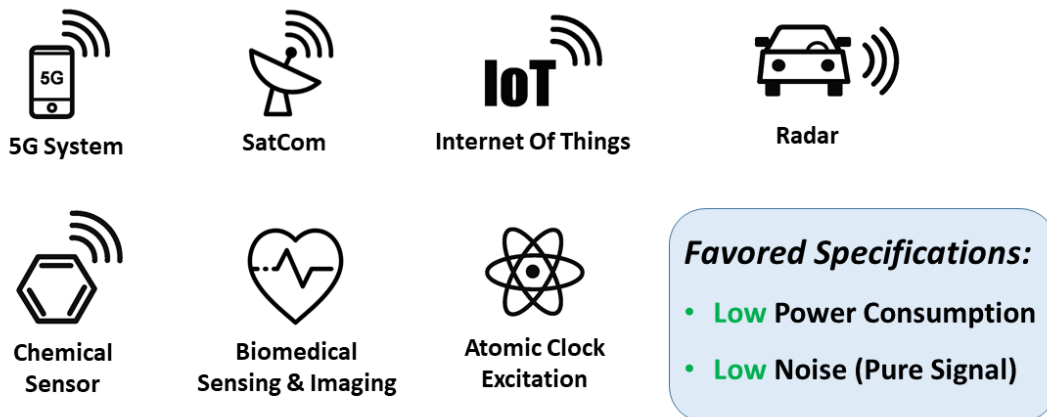 5G
5G System
SatCom
IoT
Internet Of Things
Radar
Chemical
Sensor
Biomedical
Sensing & Imaging
Atomic Clock
Excitation
Favored Specifications:
• Low Power Consumption
• Low Noise (Pure Signal)